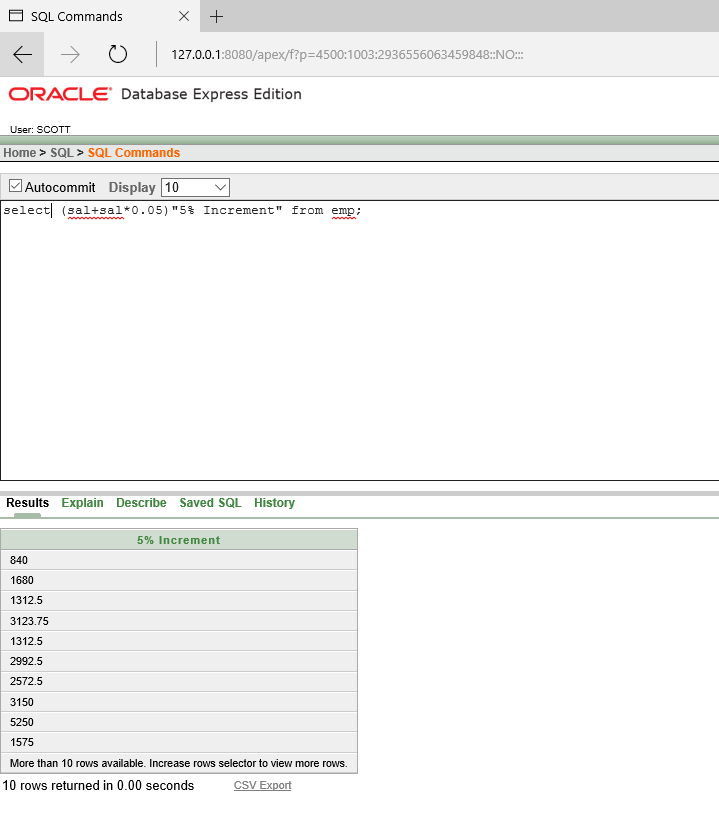 SQL Commands
127.0.0.1:8080/apex/f?p=4500:1003:2936556063459848::NO:::
ORACLE Database Express Edition
User: SCOTT
Home > SQL > SQL Commands
Autocommit Display 10
select (sal+sal*0.05)"5% Increment" from emp;
Results Explain Describe Saved SQL History
5% Increment
840
1680
1312.5
3123.75
1312.5
2992.5
2572.5
3150
5250
1575
More than 10 rows available. Increase rows selector to view more rows.
10 rows returned in 0.00 seconds CSV Export